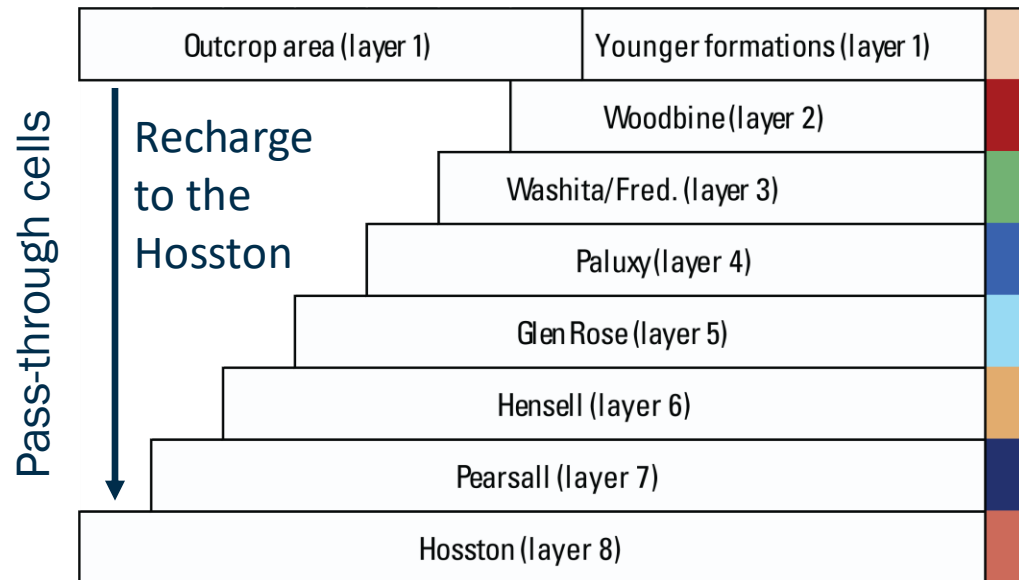 Outcrop area (layer 1)
Younger formations (layer 1)
Woodbine (layer 2)
Washita/Fred. (layer 3)
Paluxy (layer 4)
Glen Rose (layer 5)
Hensell (layer 6)
Pearsall (layer 7)
Hosston (layer 8)
Pass-through cells
Recharge
to the
Hosston